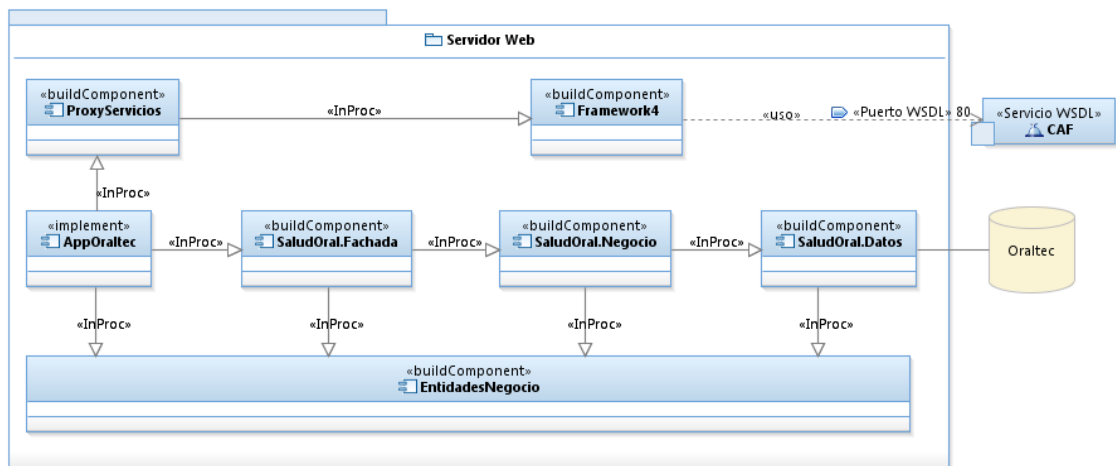 Servidor Web
«buildComponent»
ProxyServicios
«InProc»
«buildComponent»
Framework4
«uso»
«Puerto WSDL» 80
«Servicio WSDL»
CAF
«InProc»
«implement»
AppOraltec
«InProc»
«buildComponent»
SaludOral.Fachada
«InProc»
«buildComponent»
SaludOral.Negocio
«InProc»
«buildComponent»
SaludOral.Datos
Oraltec
«InProc»
«InProc»
«InProc»
«InProc»
«buildComponent»
EntidadesNegocio